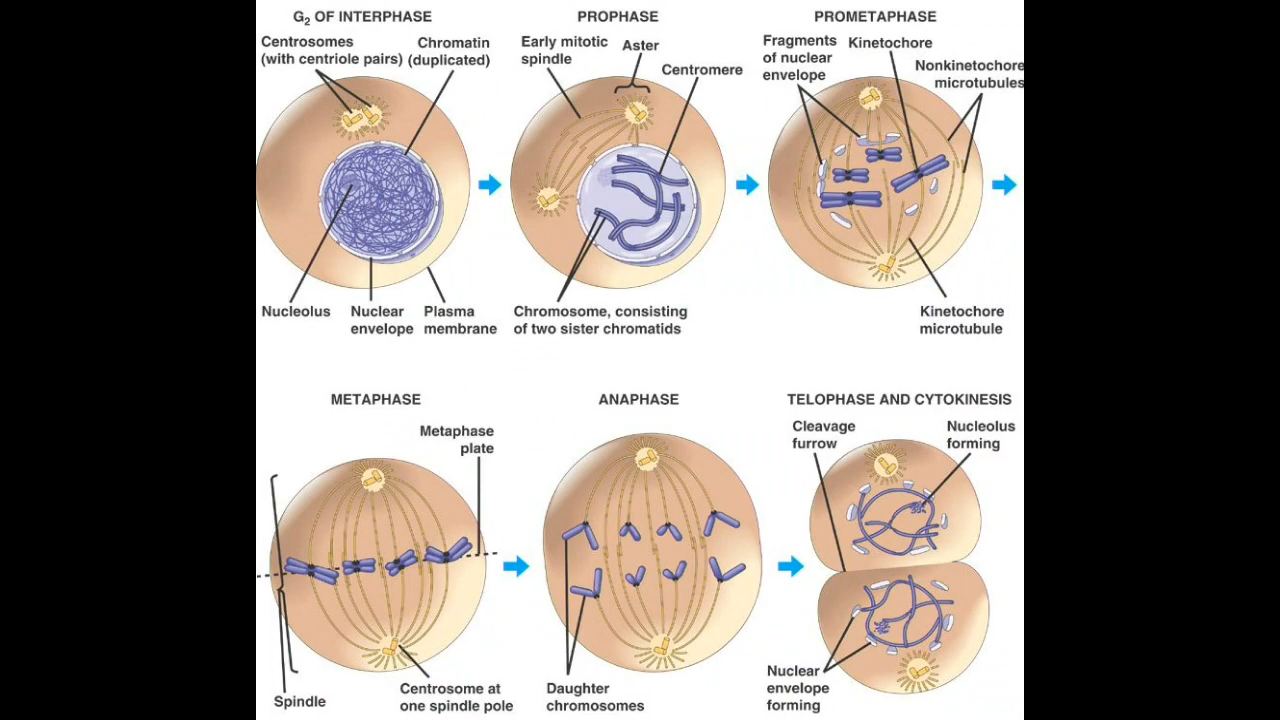 G₂ OF INTERPHASE
Centrosomes
(with centriole pairs)
Chromatin
(duplicated)
Nucleolus
Nuclear
envelope
Plasma
membrane
PROPHASE
Early mitotic
spindle
Aster
Centromere
Chromosome, consisting
of two sister chromatids
PROMETAPHASE
Fragments
of nuclear
envelope
Kinetochore
Nonkinetochore
microtubules
Kinetochore
microtubule
METAPHASE
Metaphase
plate
Spindle
Centrosome at
one spindle pole
ANAPHASE
Daughter
chromosomes
TELOPHASE AND CYTOKINESIS
Cleavage
furrow
Nucleolus
forming
Nuclear
envelope
forming